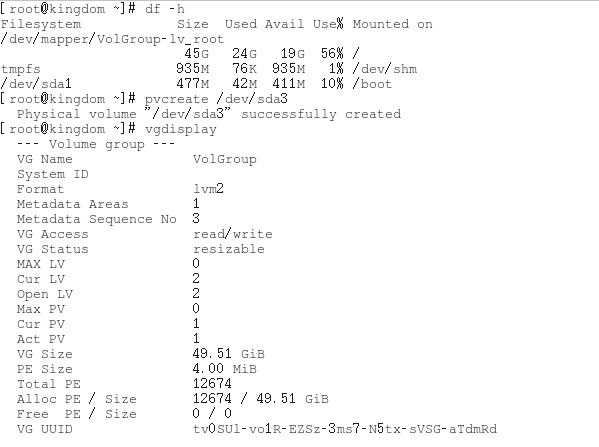 [root@kingdom ~]# df -h
Filesystem            Size  Used Avail Use% Mounted on
/dev/mapper/VolGroup-lv_root
                       45G   24G   19G  56% /
tmpfs                 935M   76K  935M   1% /dev/shm
/dev/sda1             477M   42M  411M  10% /boot
[root@kingdom ~]# pvcreate /dev/sda3
  Physical volume "/dev/sda3" successfully created
[root@kingdom ~]# vgdisplay
  --- Volume group ---
  VG Name               VolGroup
  System ID
  Format                lvm2
  Metadata Areas        1
  Metadata Sequence No  3
  VG Access             read/write
  VG Status             resizable
  MAX LV                0
  Cur LV                2
  Open LV               2
  Max PV                0
  Cur PV                1
  Act PV                1
  VG Size               49.51 GiB
  PE Size               4.00 MiB
  Total PE              12674
  Alloc PE / Size       12674 / 49.51 GiB
  Free  PE / Size       0 / 0
  VG UUID               tv0SUl-yo1R-EZSz-3ms7-N5tx-sVSG-aTdmRd